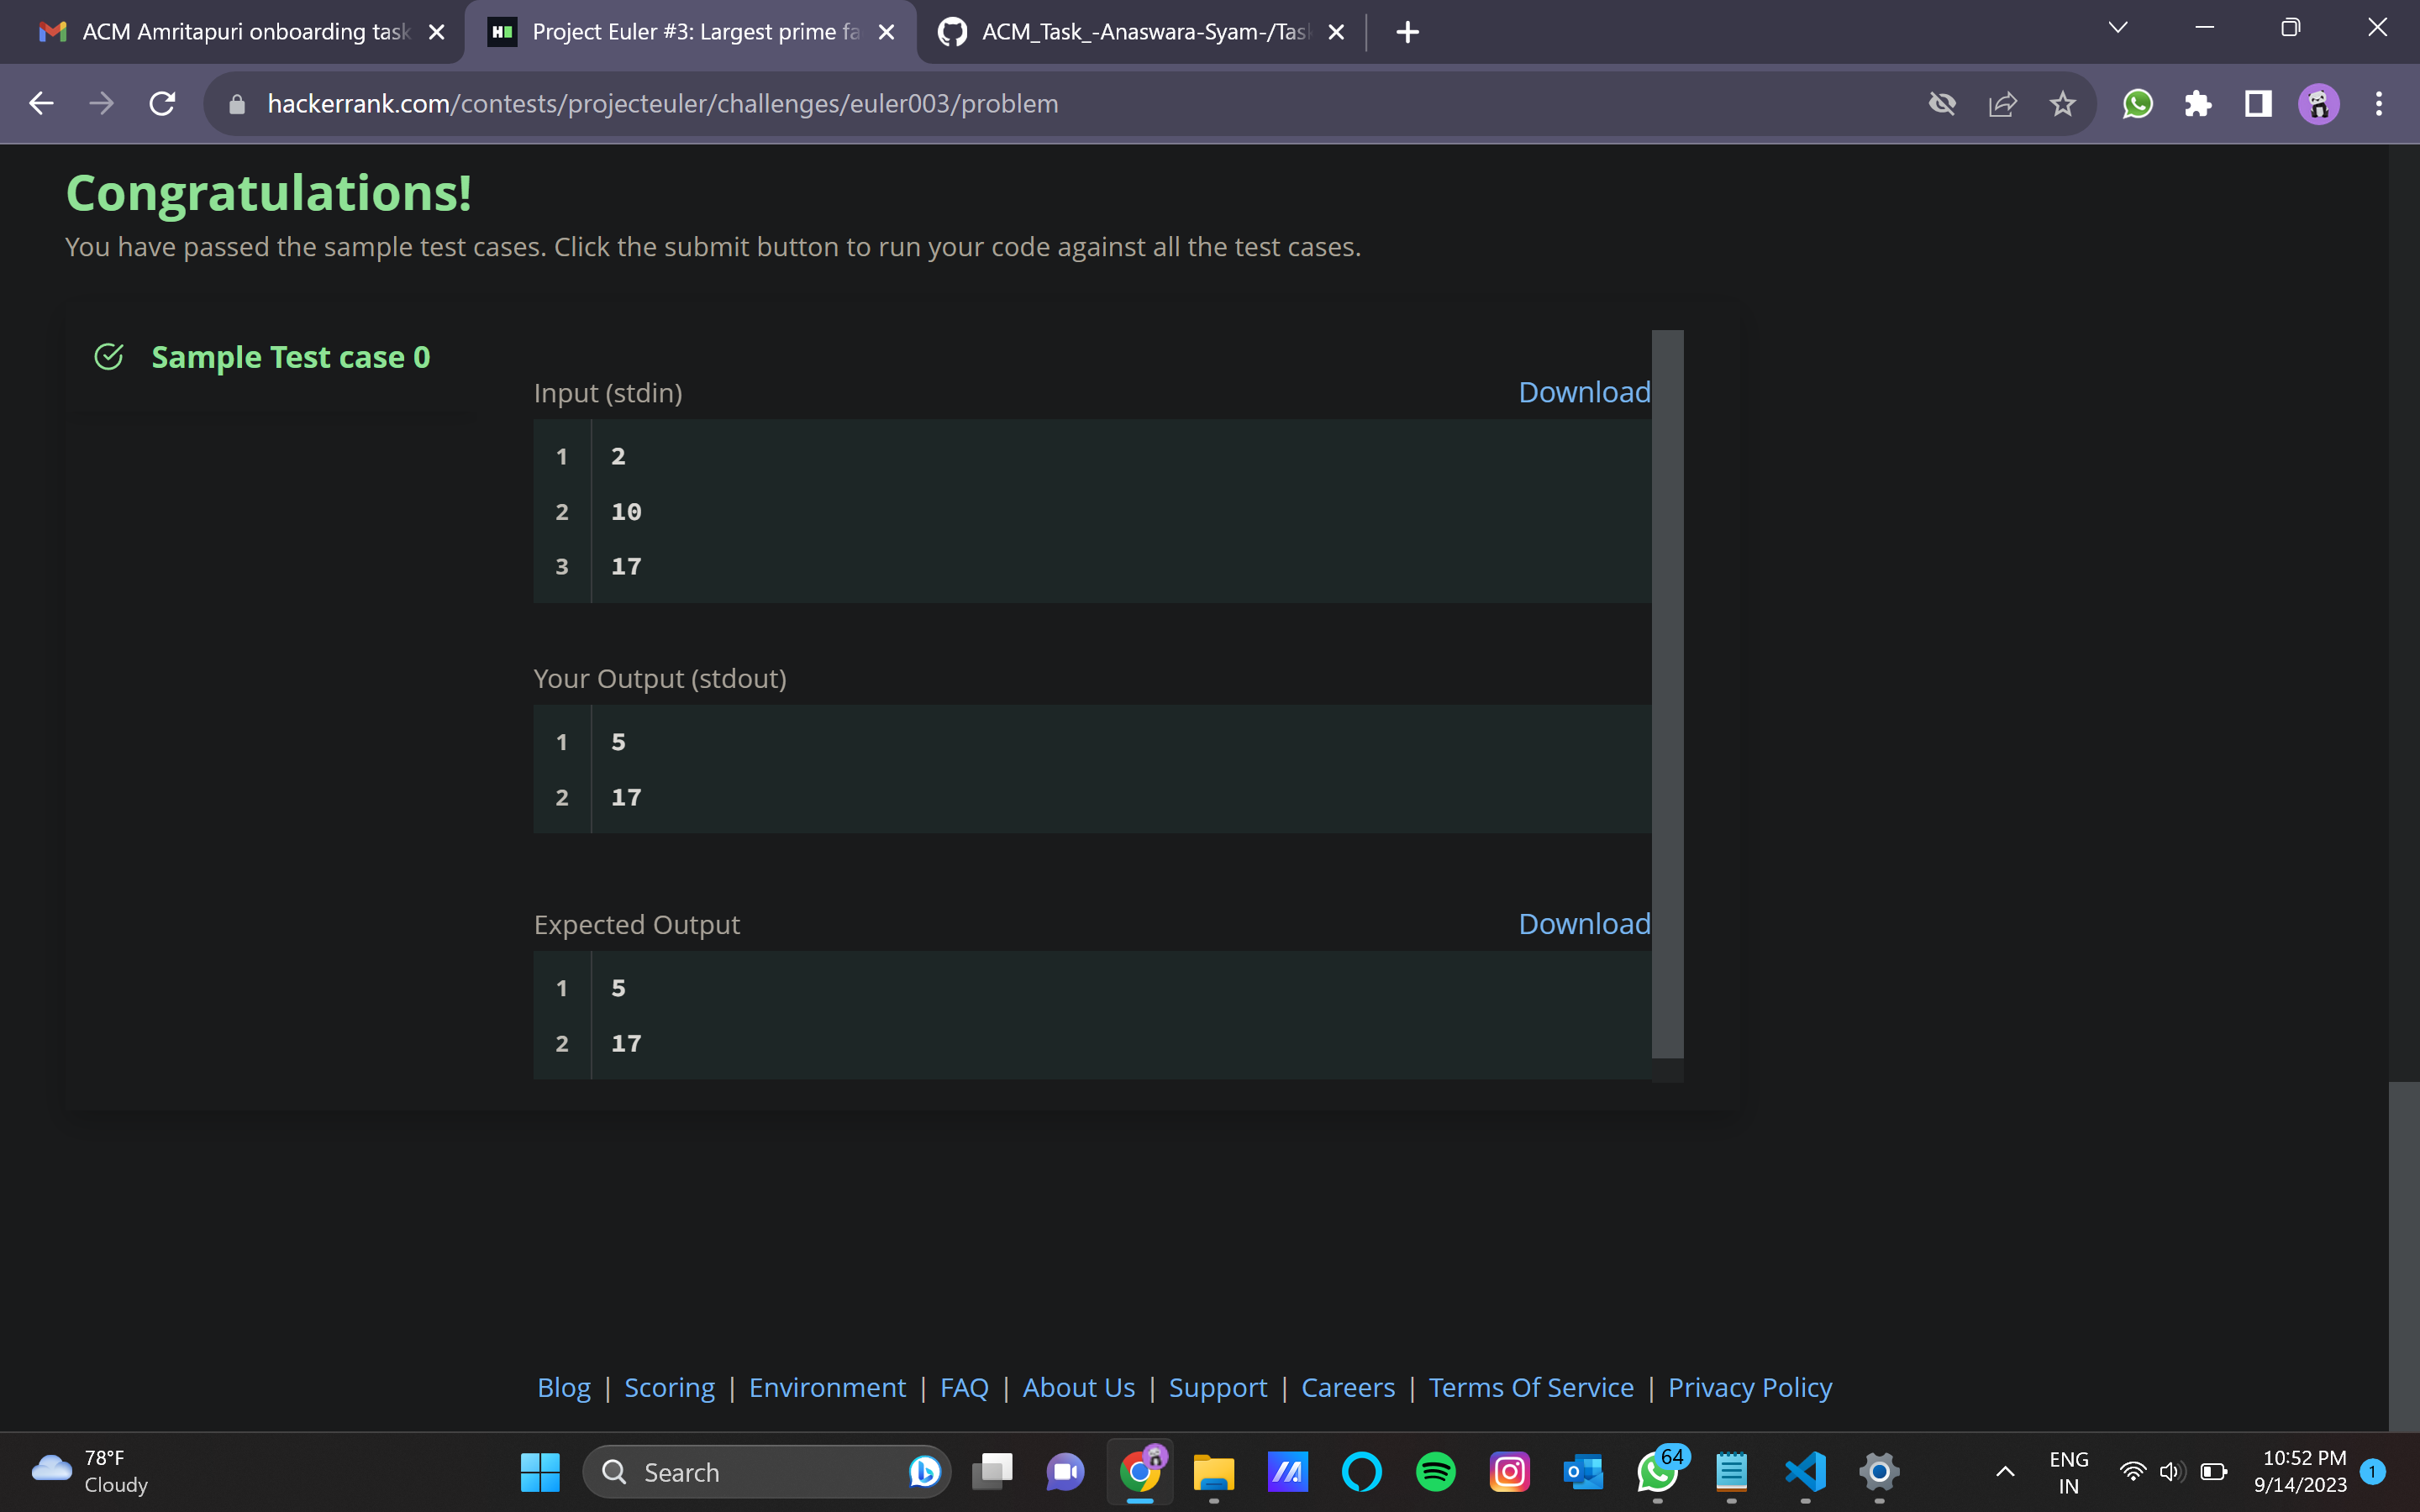 ACM Amritapuri onboarding task
Project Euler #3: Largest prime fa
ACM_Task_-Anaswara-Syam-/Task
hackerrank.com/contests/projecteuler/challenges/euler003/problem
Congratulations!
You have passed the sample test cases. Click the submit button to run your code against all the test cases.
Sample Test case 0
Input (stdin)
Download
1 2
2 10
3 17
Your Output (stdout)
1 5
2 17
Expected Output
Download
1 5
2 17
Blog | Scoring | Environment | FAQ | About Us | Support | Careers | Terms Of Service | Privacy Policy
78°F
Cloudy
Search
64
ENG
IN
10:52 PM
9/14/2023
1